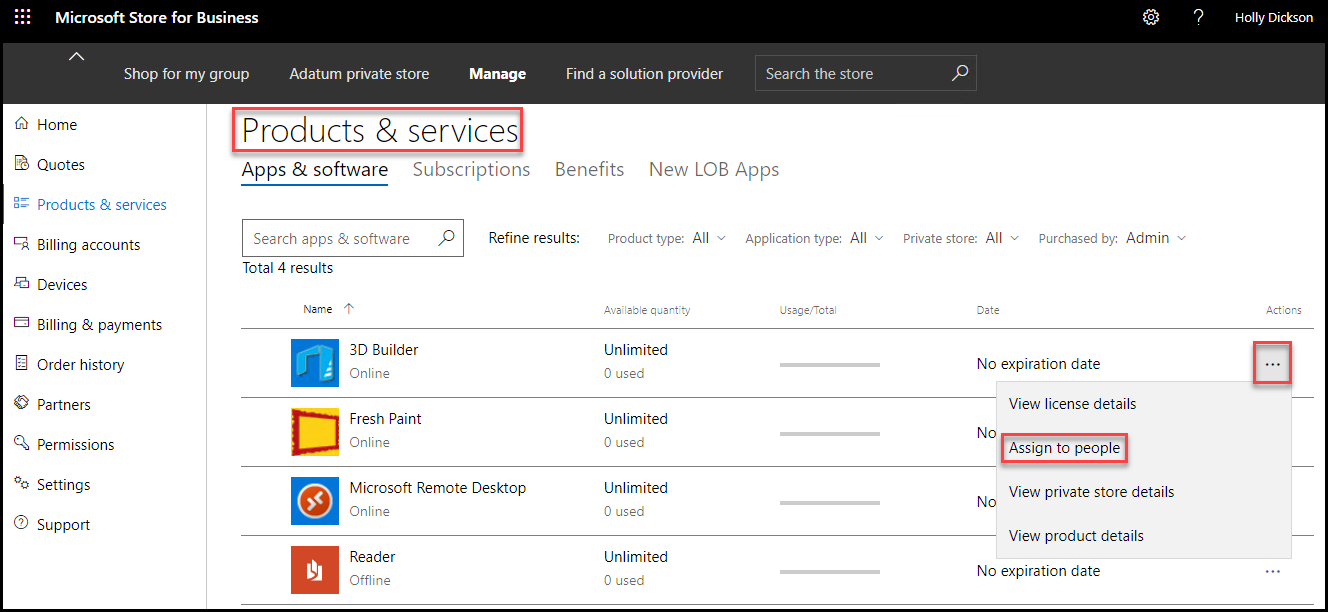 Microsoft Store for Business
? Holly Dickson
Shop for my group Adatum private store Manage Find a solution provider Search the store
Home
Quotes
Products & services
Billing accounts
Devices
Billing & payments
Order history
Partners
Permissions
Settings
Support
Products & services
Apps & software Subscriptions Benefits New LOB Apps
Search apps & software Refine results: Product type: All Application type: All Private store: All Purchased by: Admin
Total 4 results
Name Available quantity Usage/Total Date Actions
3D Builder Unlimited
Online 0 used
No expiration date ...
Fresh Paint Unlimited
Online 0 used
No
Microsoft Remote Desktop Unlimited
Online 0 used
No
Reader Unlimited
Offline 0 used
No expiration date ...
View license details
Assign to people
View private store details
View product details